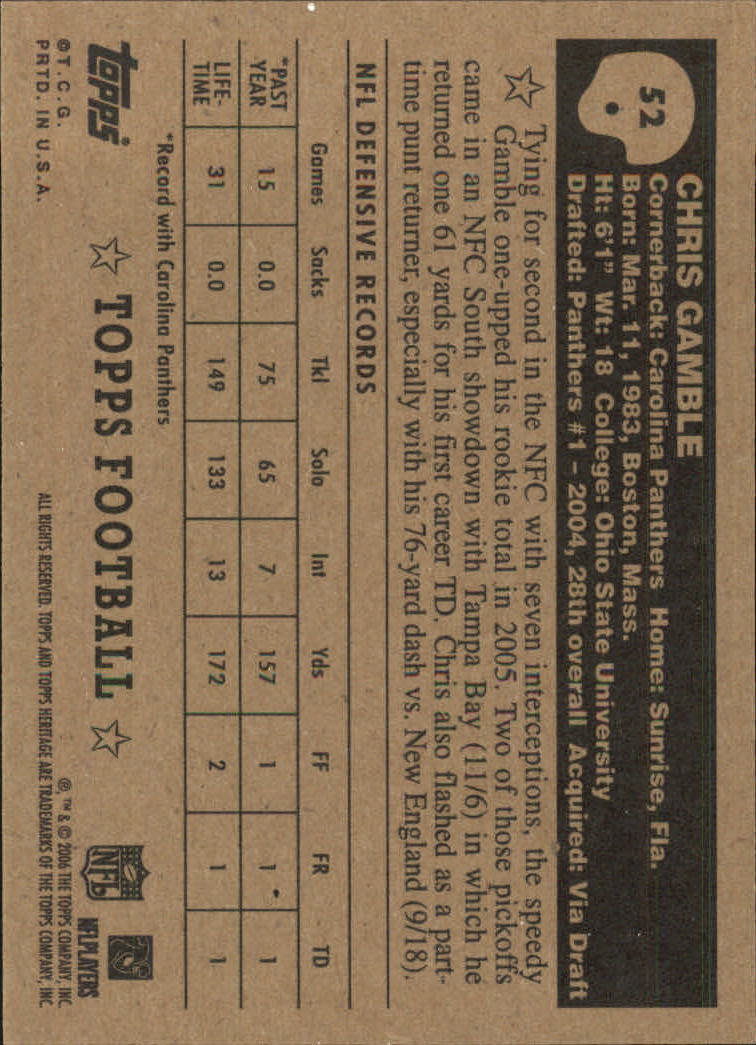 52
CHRIS GAMBLE
Cornerback: Carolina Panthers Home: Sunrise, Fla.
Born: Mar. 11, 1983, Boston, Mass.
Ht: 6'1" Wt: 18 College: Ohio State University
Drafted: Panthers #1 - 2004, 28th overall Acquired: Via Draft
Tying for second in the NFC with seven interceptions, the speedy
Gamble one-upped his rookie total in 2005. Two of those pickoffs
came in an NFC South showdown with Tampa Bay (11/6) in which he
returned one 61 yards for his first career TD. Chris also flashed as a part-
time punt returner, especially with his 76-yard dash vs. New England (9/18).
NFL DEFENSIVE RECORDS
Games Sacks Tkl Solo Int Yds FF FR TD
*PAST YEAR 15 0.0 75 65 7 157 1 1 1
LIFE-TIME 31 0.0 149 133 13 172 2 1 1
*Record with Carolina Panthers
topps
☆ TOPPS FOOTBALL ☆
NFL
NFLPLAYERS
©T.C.G.
PRTD. IN U.S.A.
®, ™ & © 2006 THE TOPPS COMPANY, INC.
ALL RIGHTS RESERVED. TOPPS AND TOPPS HERITAGE ARE TRADEMARKS OF THE TOPPS COMPANY, INC.